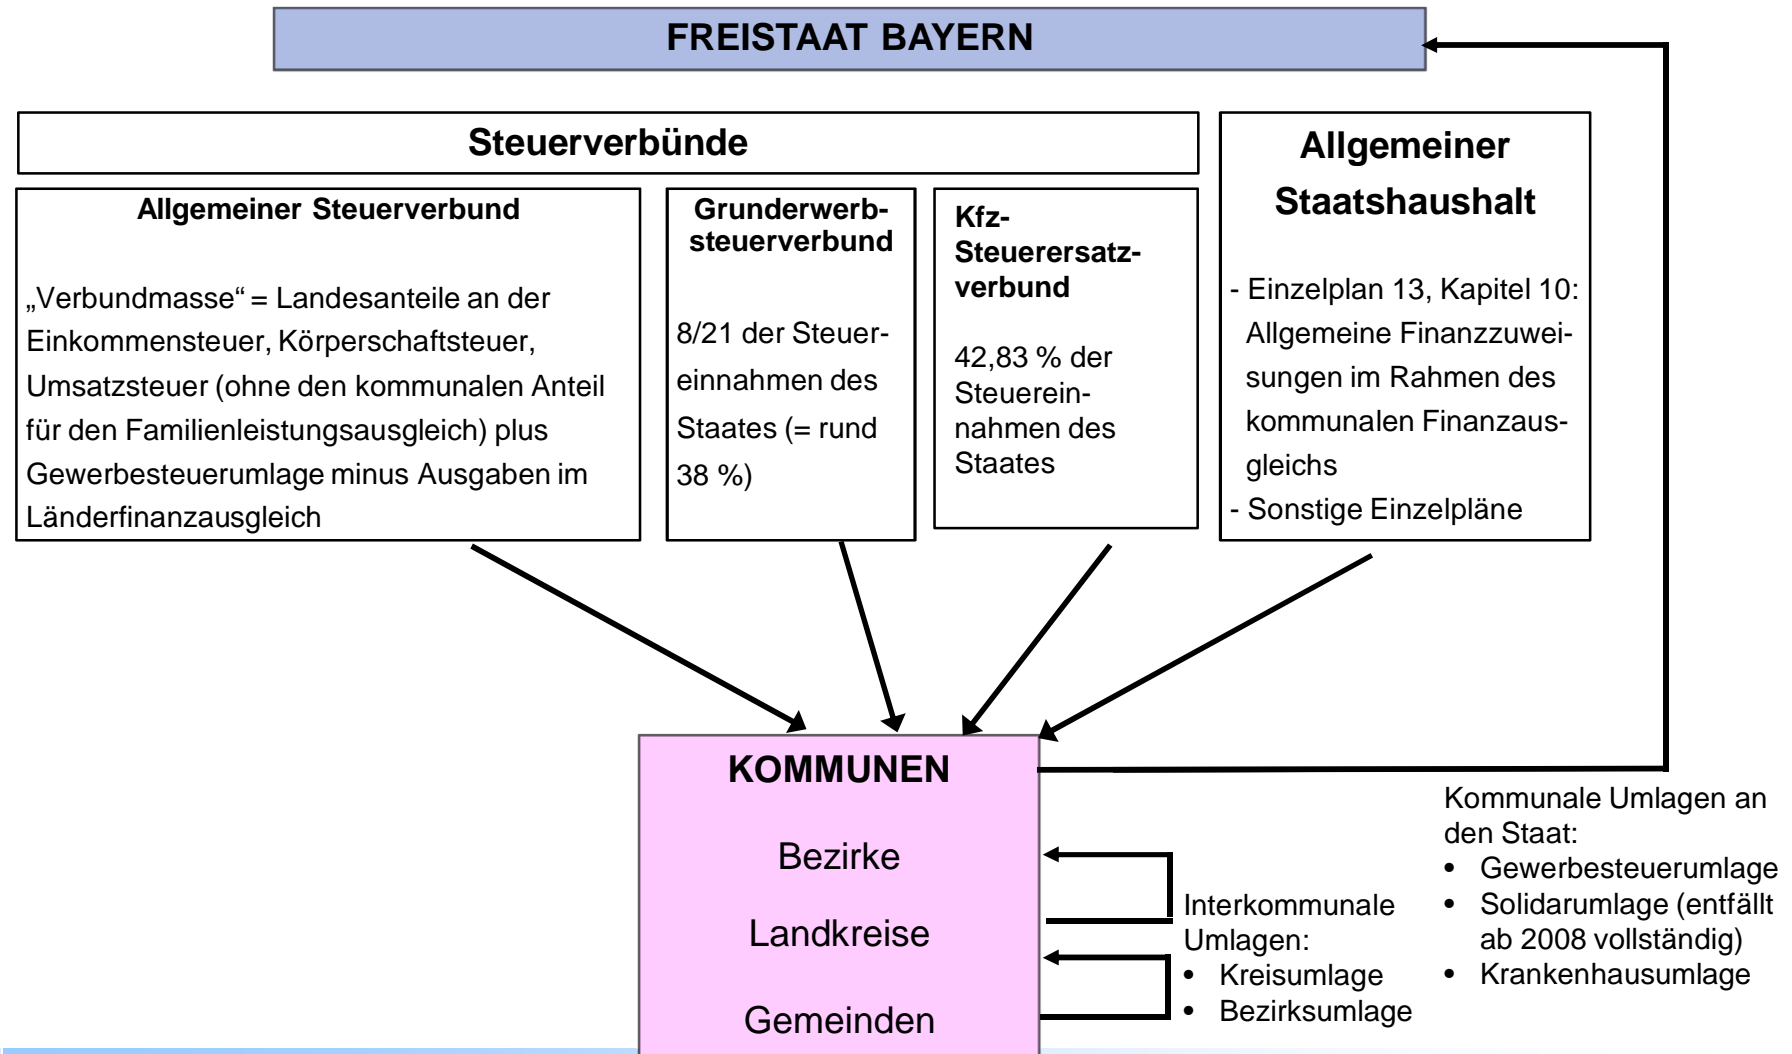 FREISTAAT BAYERN
Steuerverbünde
Allgemeiner Steuerverbund
„Verbundmasse“ = Landesanteile an der
Einkommensteuer, Körperschaftsteuer,
Umsatzsteuer (ohne den kommunalen Anteil
für den Familienleistungsausgleich) plus
Gewerbesteuerumlage minus Ausgaben im
Länderfinanzausgleich
Grunderwerb-
steuerverbund
8/21 der Steuer-
einnahmen des
Staates (= rund
38 %)
Kfz-
Steuerersatz-
verbund
42,83 % der
Steuerein-
nahmen des
Staates
Allgemeiner
Staatshaushalt
- Einzelplan 13, Kapitel 10:
Allgemeine Finanzzuwei-
sungen im Rahmen des
kommunalen Finanzaus-
gleichs
- Sonstige Einzelpläne
KOMMUNEN
Bezirke
Landkreise
Gemeinden
Interkommunale
Umlagen:
• Kreisumlage
• Bezirksumlage
Kommunale Umlagen an
den Staat:
• Gewerbesteuerumlage
• Solidarumlage (entfällt
ab 2008 vollständig)
• Krankenhausumlage